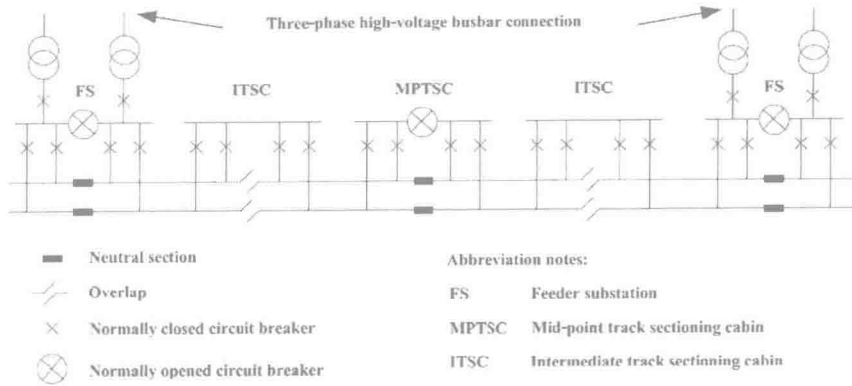 Three-phase high-voltage busbar connection
FS
ITSC
MPTSC
ITSC
FS
Neutral section
Overlap
Normally closed circuit breaker
Normally opened circuit breaker
Abbreviation notes:
FS Feeder substation
MPTSC Mid-point track sectioning cabin
ITSC Intermediate track sectioning cabin